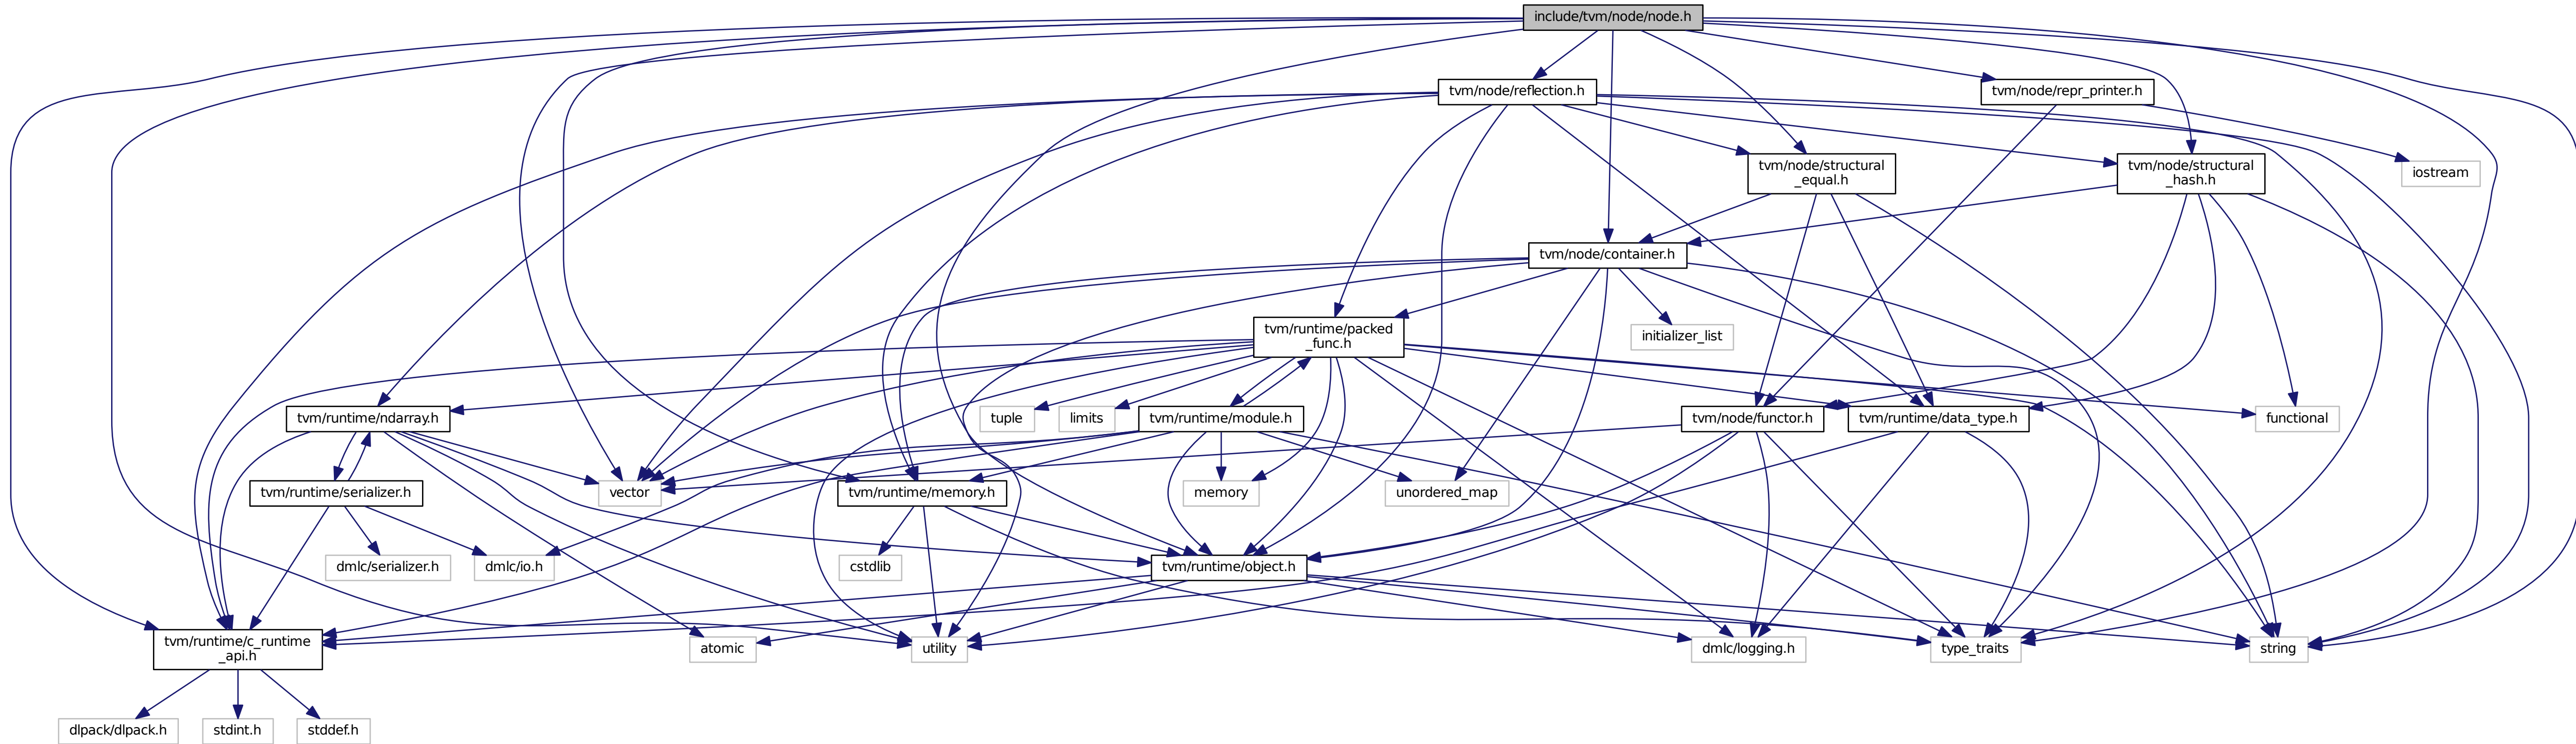 include/tvm/node/node.h
tvm/node/reflection.h
tvm/node/repr_printer.h
tvm/node/structural
_equal.h
tvm/node/structural
_hash.h
iostream
tvm/node/container.h
tvm/runtime/packed
_func.h
initializer_list
tvm/runtime/ndarray.h
tuple
limits
tvm/runtime/module.h
tvm/node/functor.h
tvm/runtime/data_type.h
functional
tvm/runtime/serializer.h
vector
tvm/runtime/memory.h
memory
unordered_map
dmlc/serializer.h
dmlc/io.h
cstdlib
tvm/runtime/object.h
tvm/runtime/c_runtime
_api.h
atomic
utility
dmlc/logging.h
type_traits
string
dlpack/dlpack.h
stdint.h
stddef.h